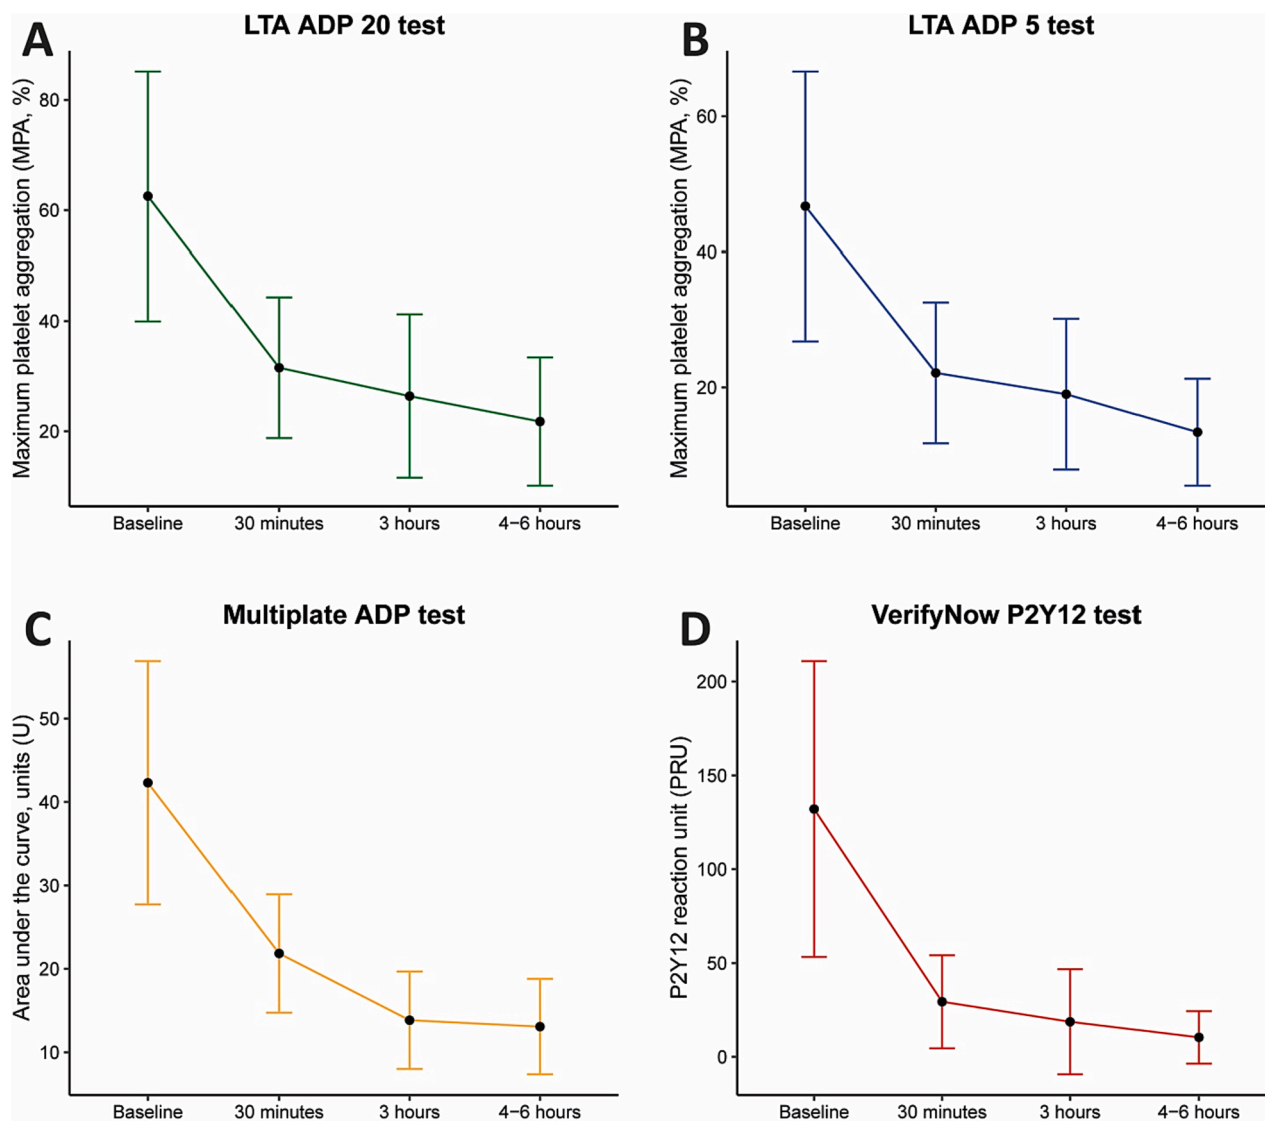 A
LTA ADP 20 test
Maximum platelet aggregation (MPA, %)
80
60
40
20
Baseline 30 minutes 3 hours 4−6 hours
B
LTA ADP 5 test
Maximum platelet aggregation (MPA, %)
60
40
20
Baseline 30 minutes 3 hours 4−6 hours
C
Multiplate ADP test
Area under the curve, units (U)
50
40
30
20
10
Baseline 30 minutes 3 hours 4−6 hours
D
VerifyNow P2Y12 test
P2Y12 reaction unit (PRU)
200
150
100
50
0
Baseline 30 minutes 3 hours 4−6 hours